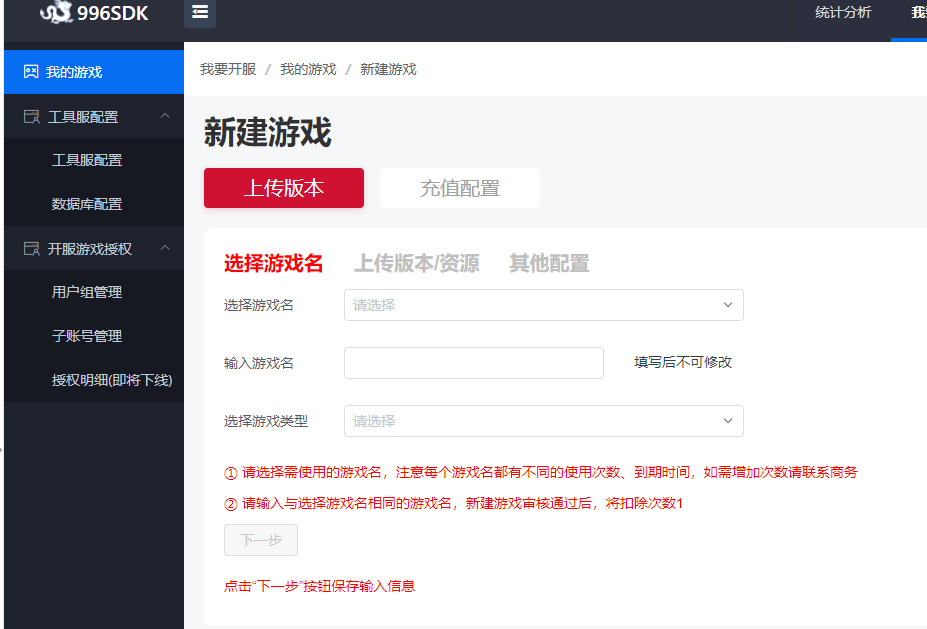 996SDK
统计分析
我的游戏
我要开服 / 我的游戏 / 新建游戏
工具服配置
工具服配置
数据库配置
开服游戏授权
用户组管理
子账号管理
授权明细(即将下线)
新建游戏
上传版本 充值配置
选择游戏名 上传版本/资源 其他配置
选择游戏名 请选择
输入游戏名 填写后不可修改
选择游戏类型 请选择
① 请选择需使用的游戏名，注意每个游戏名都有不同的使用次数、到期时间，如需增加次数请联系商务
② 请输入与选择游戏名相同的游戏名，新建游戏审核通过后，将扣除次数1
下一步
点击“下一步”按钮保存输入信息